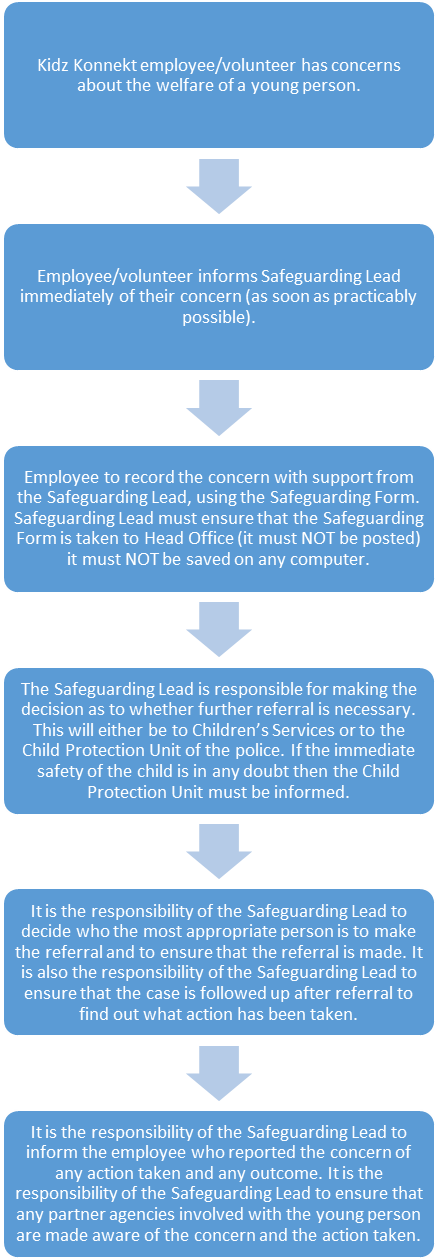 Kidz Konnekt employee/volunteer has concerns
about the welfare of a young person.
Employee/volunteer informs Safeguarding Lead
immediately of their concern (as soon as practicably
possible).
Employee to record the concern with support from
the Safeguarding Lead, using the Safeguarding Form.
Safeguarding Lead must ensure that the Safeguarding
Form is taken to Head Office (it must NOT be posted)
it must NOT be saved on any computer.
The Safeguarding Lead is responsible for making the
decision as to whether further referral is necessary.
This will either be to Children’s Services or to the
Child Protection Unit of the police. If the immediate
safety of the child is in any doubt then the Child
Protection Unit must be informed.
It is the responsibility of the Safeguarding Lead to
decide who the most appropriate person is to make
the referral and to ensure that the referral is made. It
is also the responsibility of the Safeguarding Lead to
ensure that the case is followed up after referral to
find out what action has been taken.
It is the responsibility of the Safeguarding Lead to
inform the employee who reported the concern of
any action taken and any outcome. It is the
responsibility of the Safeguarding Lead to ensure that
any partner agencies involved with the young person
are made aware of the concern and the action taken.